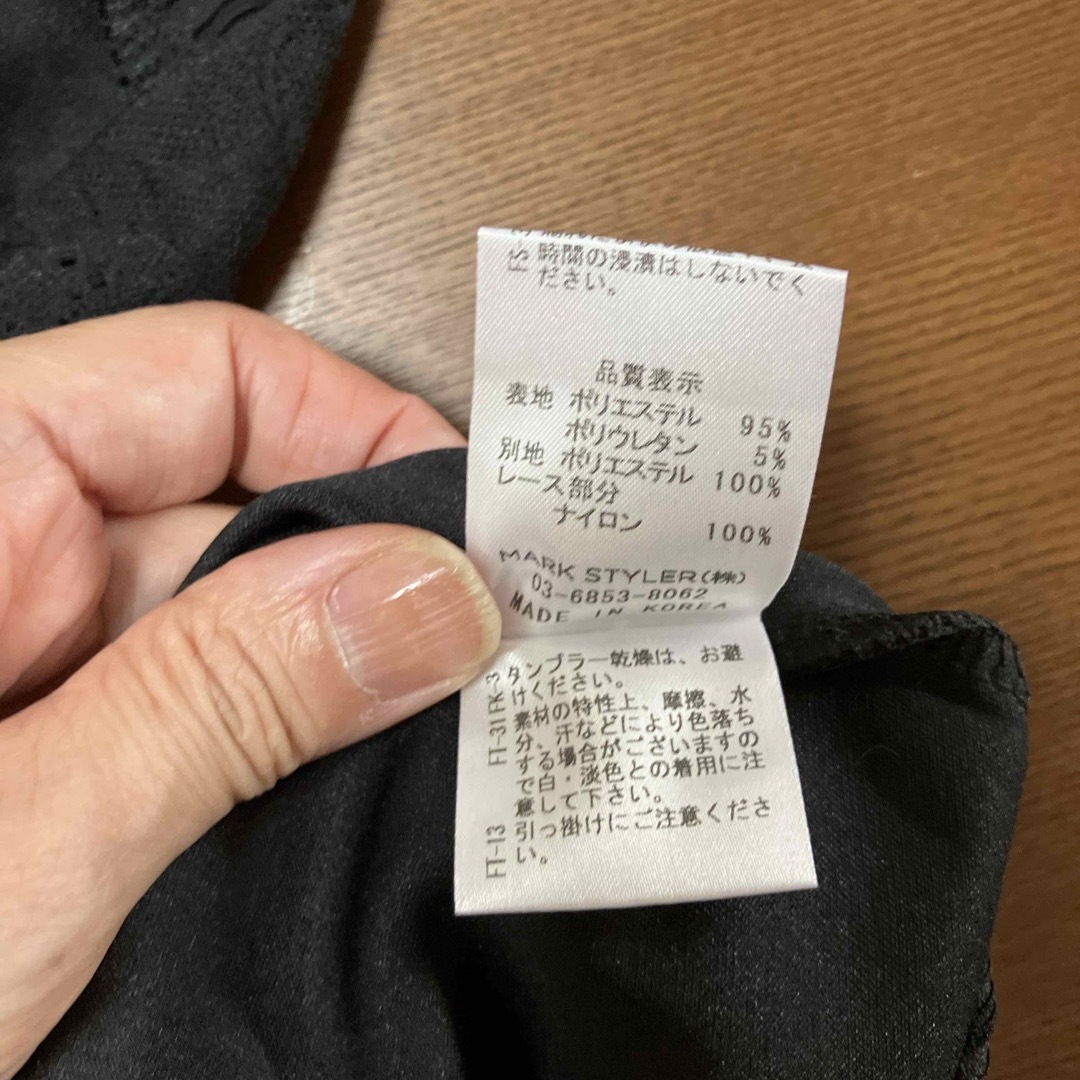 FS- 時間の浸漬はしないでく
ださい。
品質表示
表地 ポリエステル 95%
ポリウレタン 5%
別地 ポリエステル 100%
レース部分
ナイロン 100%
MARK STYLER(株)
03-6853-8062
MADE IN KOREA
FK-3 タンブラー乾燥は、お避
けください。
FT-31 素材の特性上、摩擦、水
分、汗などにより色落ち
する場合がございますの
で白・淡色との着用に注
意して下さい。
FT-13 引っ掛けにご注意くださ
い。